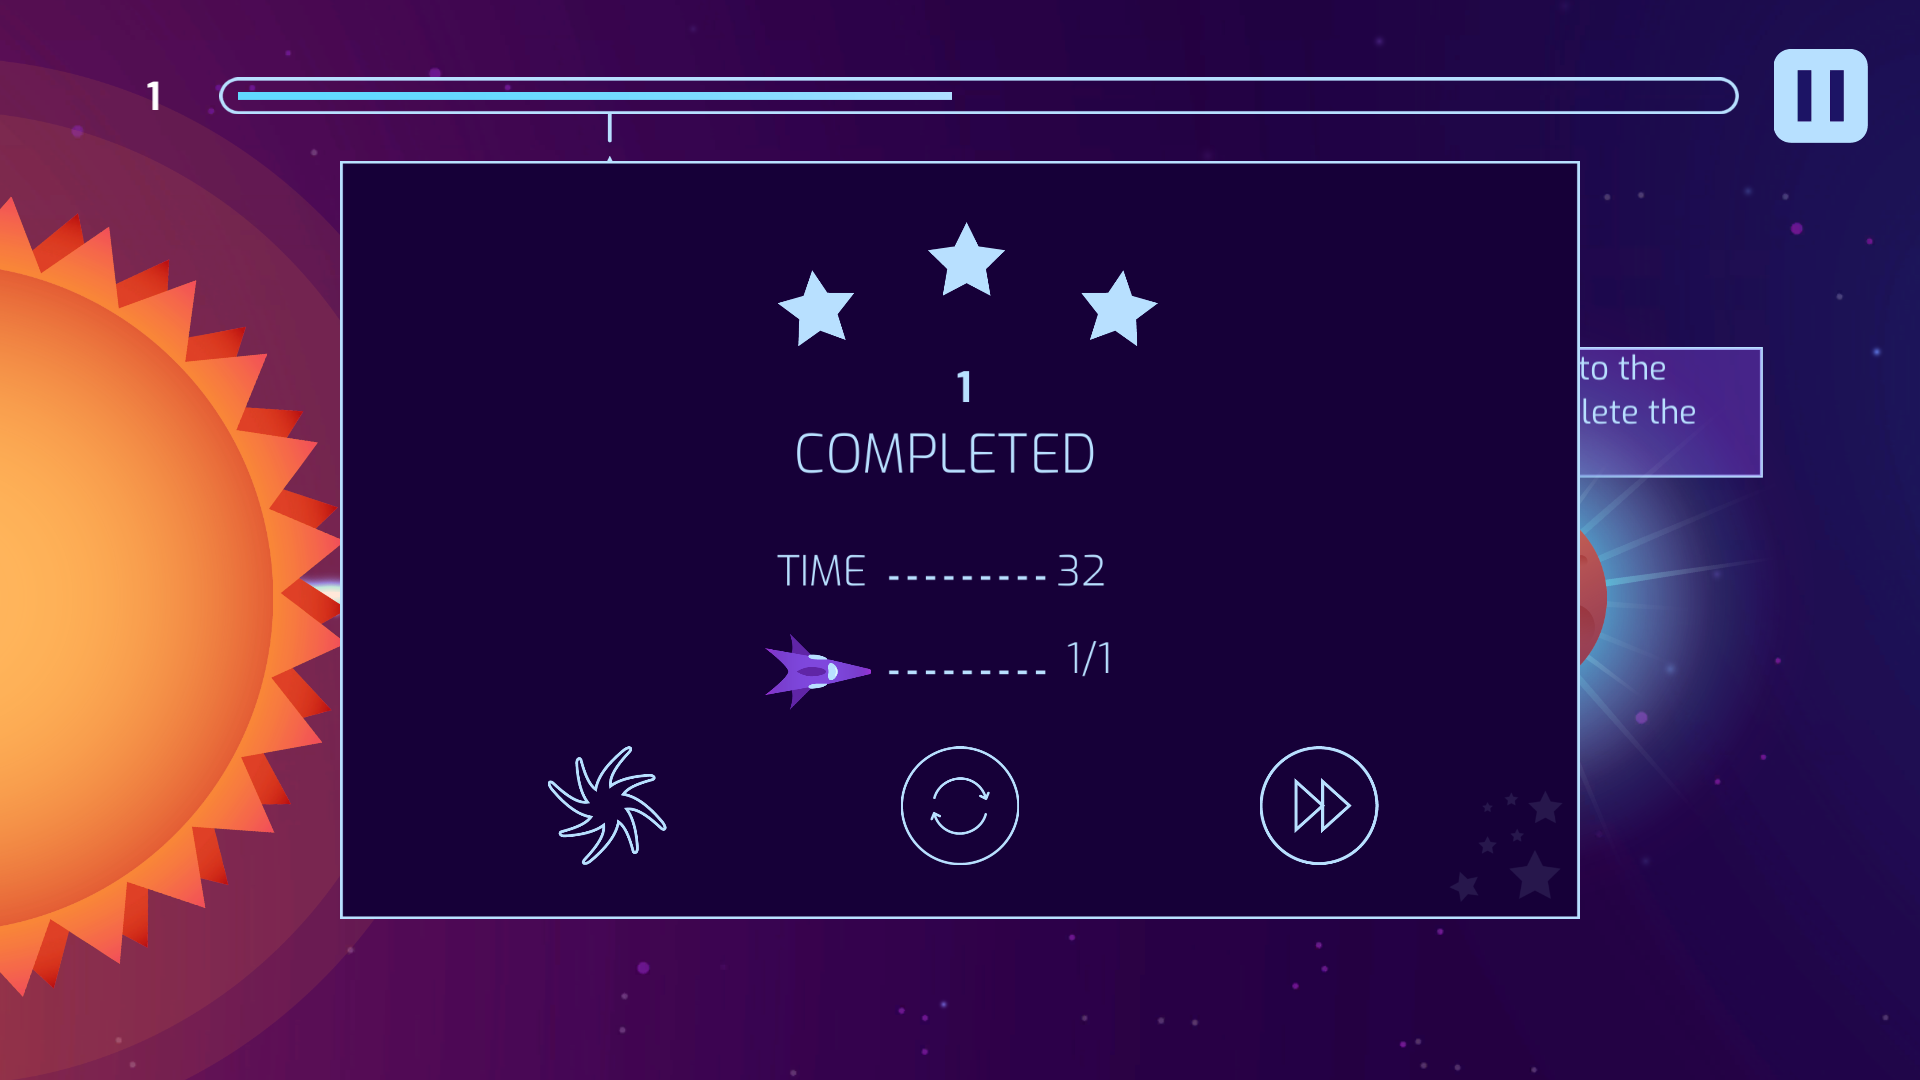 1
to the
lete the
1
COMPLETED
TIME --------- 32
--------- 1/1